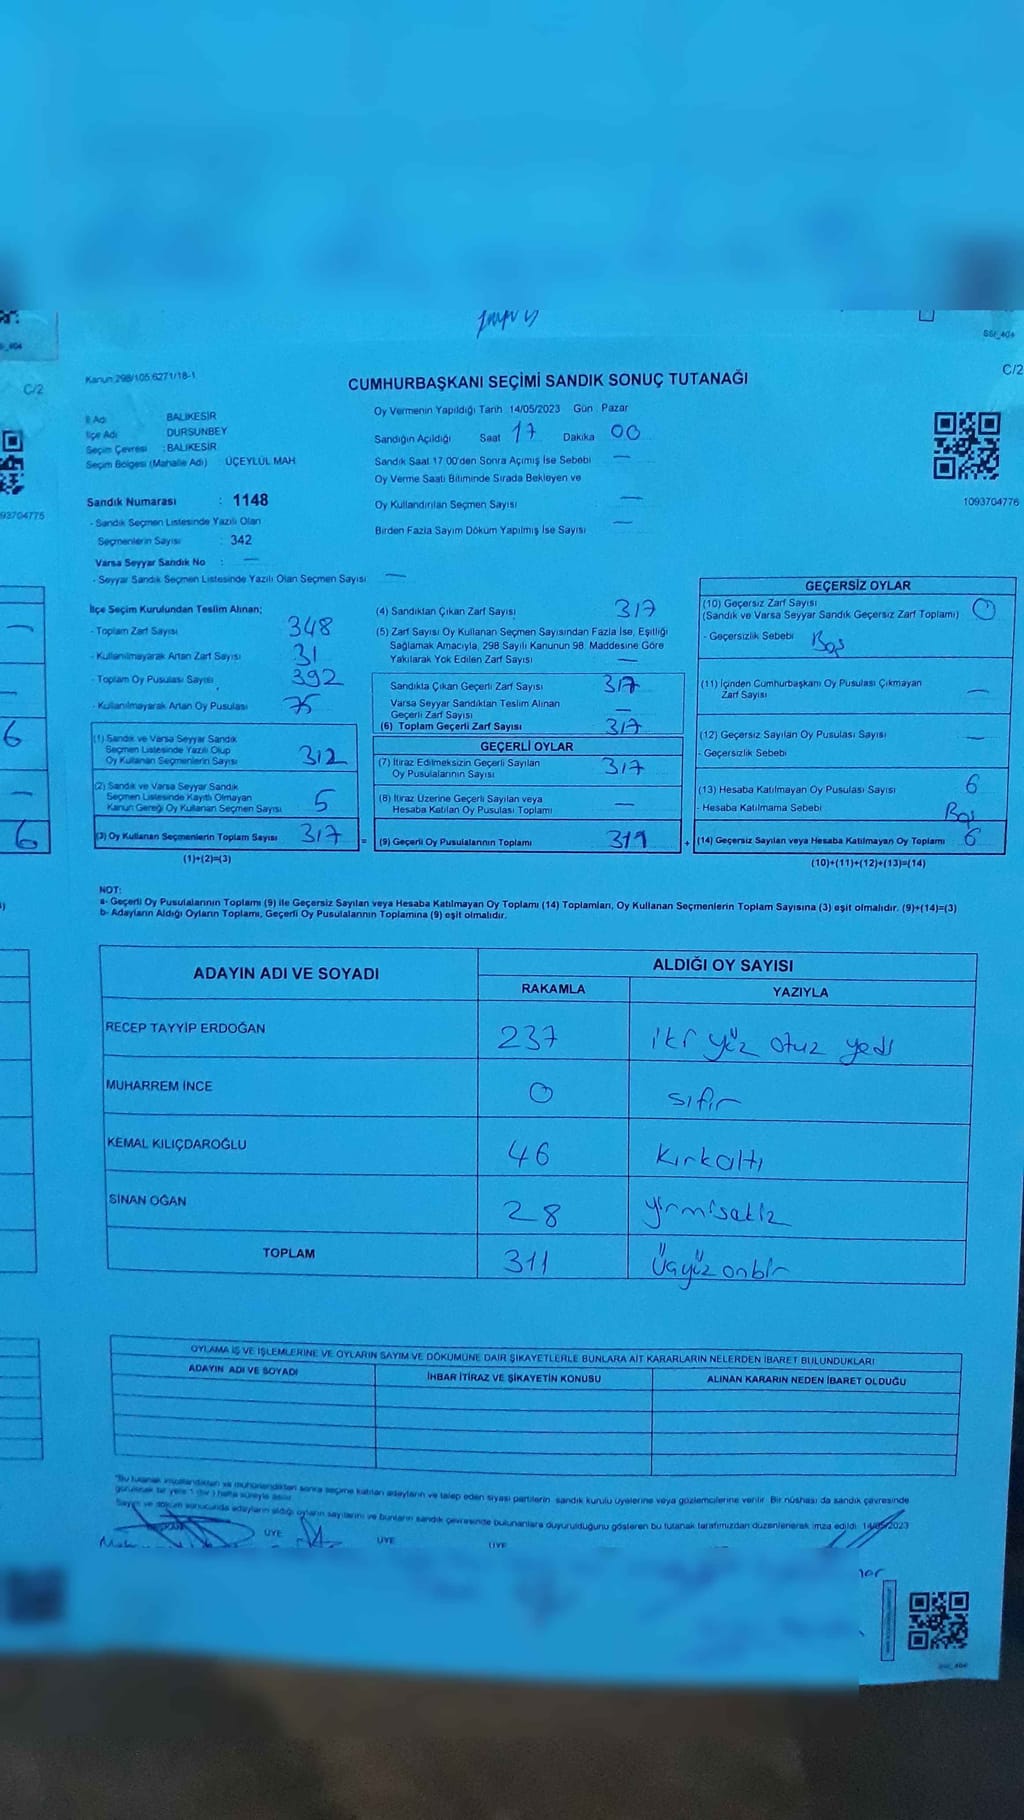 SSI_404
C/2
C/2
Kanun 298/105.6271/18-1
CUMHURBAŞKANI SEÇİMİ SANDIK SONUÇ TUTANAĞI
İl Adı BALIKESİR
İlçe Adı DURSUNBEY
Seçim Çevresi : BALIKESİR
Seçim Bölgesi (Mahalle Adı) ÜÇEYLÜL MAH
Oy Vermenin Yapıldığı Tarih 14/05/2023 Gün Pazar
Sandığın Açıldığı Saat 17 Dakika 00
Sandık Saat 17:00'den Sonra Açımış İse Sebebi —
Oy Verme Saati Bitiminde Sırada Bekleyen ve
Oy Kullandırılan Seçmen Sayısı —
Birden Fazla Sayım Döküm Yapılmış İse Sayısı —
1093704776
93704775
Sandık Numarası : 1148
- Sandık Seçmen Listesinde Yazılı Olan
Seçmenlerin Sayısı : 342
Varsa Seyyar Sandık No : —
- Seyyar Sandık Seçmen Listesinde Yazılı Olan Seçmen Sayısı —
İlçe Seçim Kurulundan Teslim Alınan;
- Toplam Zarf Sayısı 348
- Kullanılmayarak Artan Zarf Sayısı 31
- Toplam Oy Pusulası Sayısı 392
- Kullanılmayarak Artan Oy Pusulası 75
(1) Sandık ve Varsa Seyyar Sandık
Seçmen Listesinde Yazılı Olup
Oy Kullanan Seçmenlerin Sayısı 312
(2) Sandık ve Varsa Seyyar Sandık
Seçmen Listesinde Kayıtlı Olmayan
Kanun Gereği Oy Kullanan Seçmen Sayısı 5
(3) Oy Kullanan Seçmenlerin Toplam Sayısı 317
(1)+(2)=(3)
(4) Sandıktan Çıkan Zarf Sayısı 317
(5) Zarf Sayısı Oy Kullanan Seçmen Sayısından Fazla İse, Eşitliği
Sağlamak Amacıyla, 298 Sayılı Kanunun 98. Maddesine Göre
Yakılarak Yok Edilen Zarf Sayısı —
Sandıkta Çıkan Geçerli Zarf Sayısı 317
Varsa Seyyar Sandıktan Teslim Alınan
Geçerli Zarf Sayısı —
(6) Toplam Geçerli Zarf Sayısı 317
GEÇERLİ OYLAR
(7) İtiraz Edilmeksizin Geçerli Sayılan
Oy Pusulalarının Sayısı 317
(8) İtiraz Üzerine Geçerli Sayılan veya
Hesaba Katılan Oy Pusulası Toplamı —
= (9) Geçerli Oy Pusulalarının Toplamı
GEÇERSİZ OYLAR
(10) Geçersiz Zarf Sayısı
(Sandık ve Varsa Seyyar Sandık Geçersiz Zarf Toplamı) 0
- Geçersizlik Sebebi Boş
(11) İçinden Cumhurbaşkanı Oy Pusulası Çıkmayan
Zarf Sayısı —
(12) Geçersiz Sayılan Oy Pusulası Sayısı —
- Geçersizlik Sebebi
(13) Hesaba Katılmayan Oy Pusulası Sayısı 6
- Hesaba Katılmama Sebebi Boş
+ (14) Geçersiz Sayılan veya Hesaba Katılmayan Oy Toplamı 6
(10)+(11)+(12)+(13)=(14)
6
6
NOT:
a- Geçerli Oy Pusulalarının Toplamı (9) ile Geçersiz Sayılan veya Hesaba Katılmayan Oy Toplamı (14) Toplamları, Oy Kullanan Seçmenlerin Toplam Sayısına (3) eşit olmalıdır. (9)+(14)=(3)
b- Adayların Aldığı Oyların Toplamı, Geçerli Oy Pusulalarının Toplamına (9) eşit olmalıdır.
ADAYIN ADI VE SOYADI
ALDIĞI OY SAYISI
RAKAMLA YAZIYLA
RECEP TAYYİP ERDOĞAN 237 iki yüz otuz yedi
MUHARREM İNCE 0 sıfır
KEMAL KILIÇDAROĞLU 46 kırkaltı
SİNAN OĞAN 28 yirmisekiz
TOPLAM 311 Üçyüz onbir
OYLAMA İŞ VE İŞLEMLERİNE VE OYLARIN SAYIM VE DÖKÜMÜNE DAİR ŞİKAYETLERLE BUNLARA AİT KARARLARIN NELERDEN İBARET BULUNDUKLARI
ADAYIN ADI VE SOYADI İHBAR İTİRAZ VE ŞİKAYETİN KONUSU ALINAN KARARIN NEDEN İBARET OLDUĞU
*Bu tutanak imzalandıktan ve mühürlendikten sonra seçime katılan adayların ve talep eden siyasi partilerin sandık kurulu üyelerine veya gözlemcilerine verilir. Bir nüshası da sandık çevresinde
görülecek bir yere 1 (bir) hafta süreyle asılır.
Sayım ve döküm sonucunda adayların aldığı oyların sayılarını ve bunların sandık çevresinde bulunanlara duyurulduğunu gösteren bu tutanak tarafımızdan düzenlenerek imza edildi. 14/05/2023
ÜYE ÜYE ÜYE